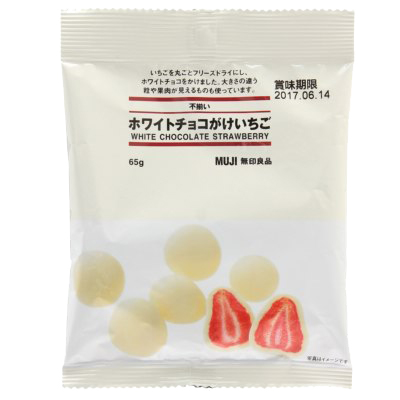 いちごを丸ごとフリーズドライにし、
ホワイトチョコをかけました。大きさの違う
粒や果肉が見えるものも使っています。
賞味期限
2017.06.14
不揃い
ホワイトチョコがけいちご
WHITE CHOCOLATE STRAWBERRY
65g
MUJI 無印良品
写真はイメージです